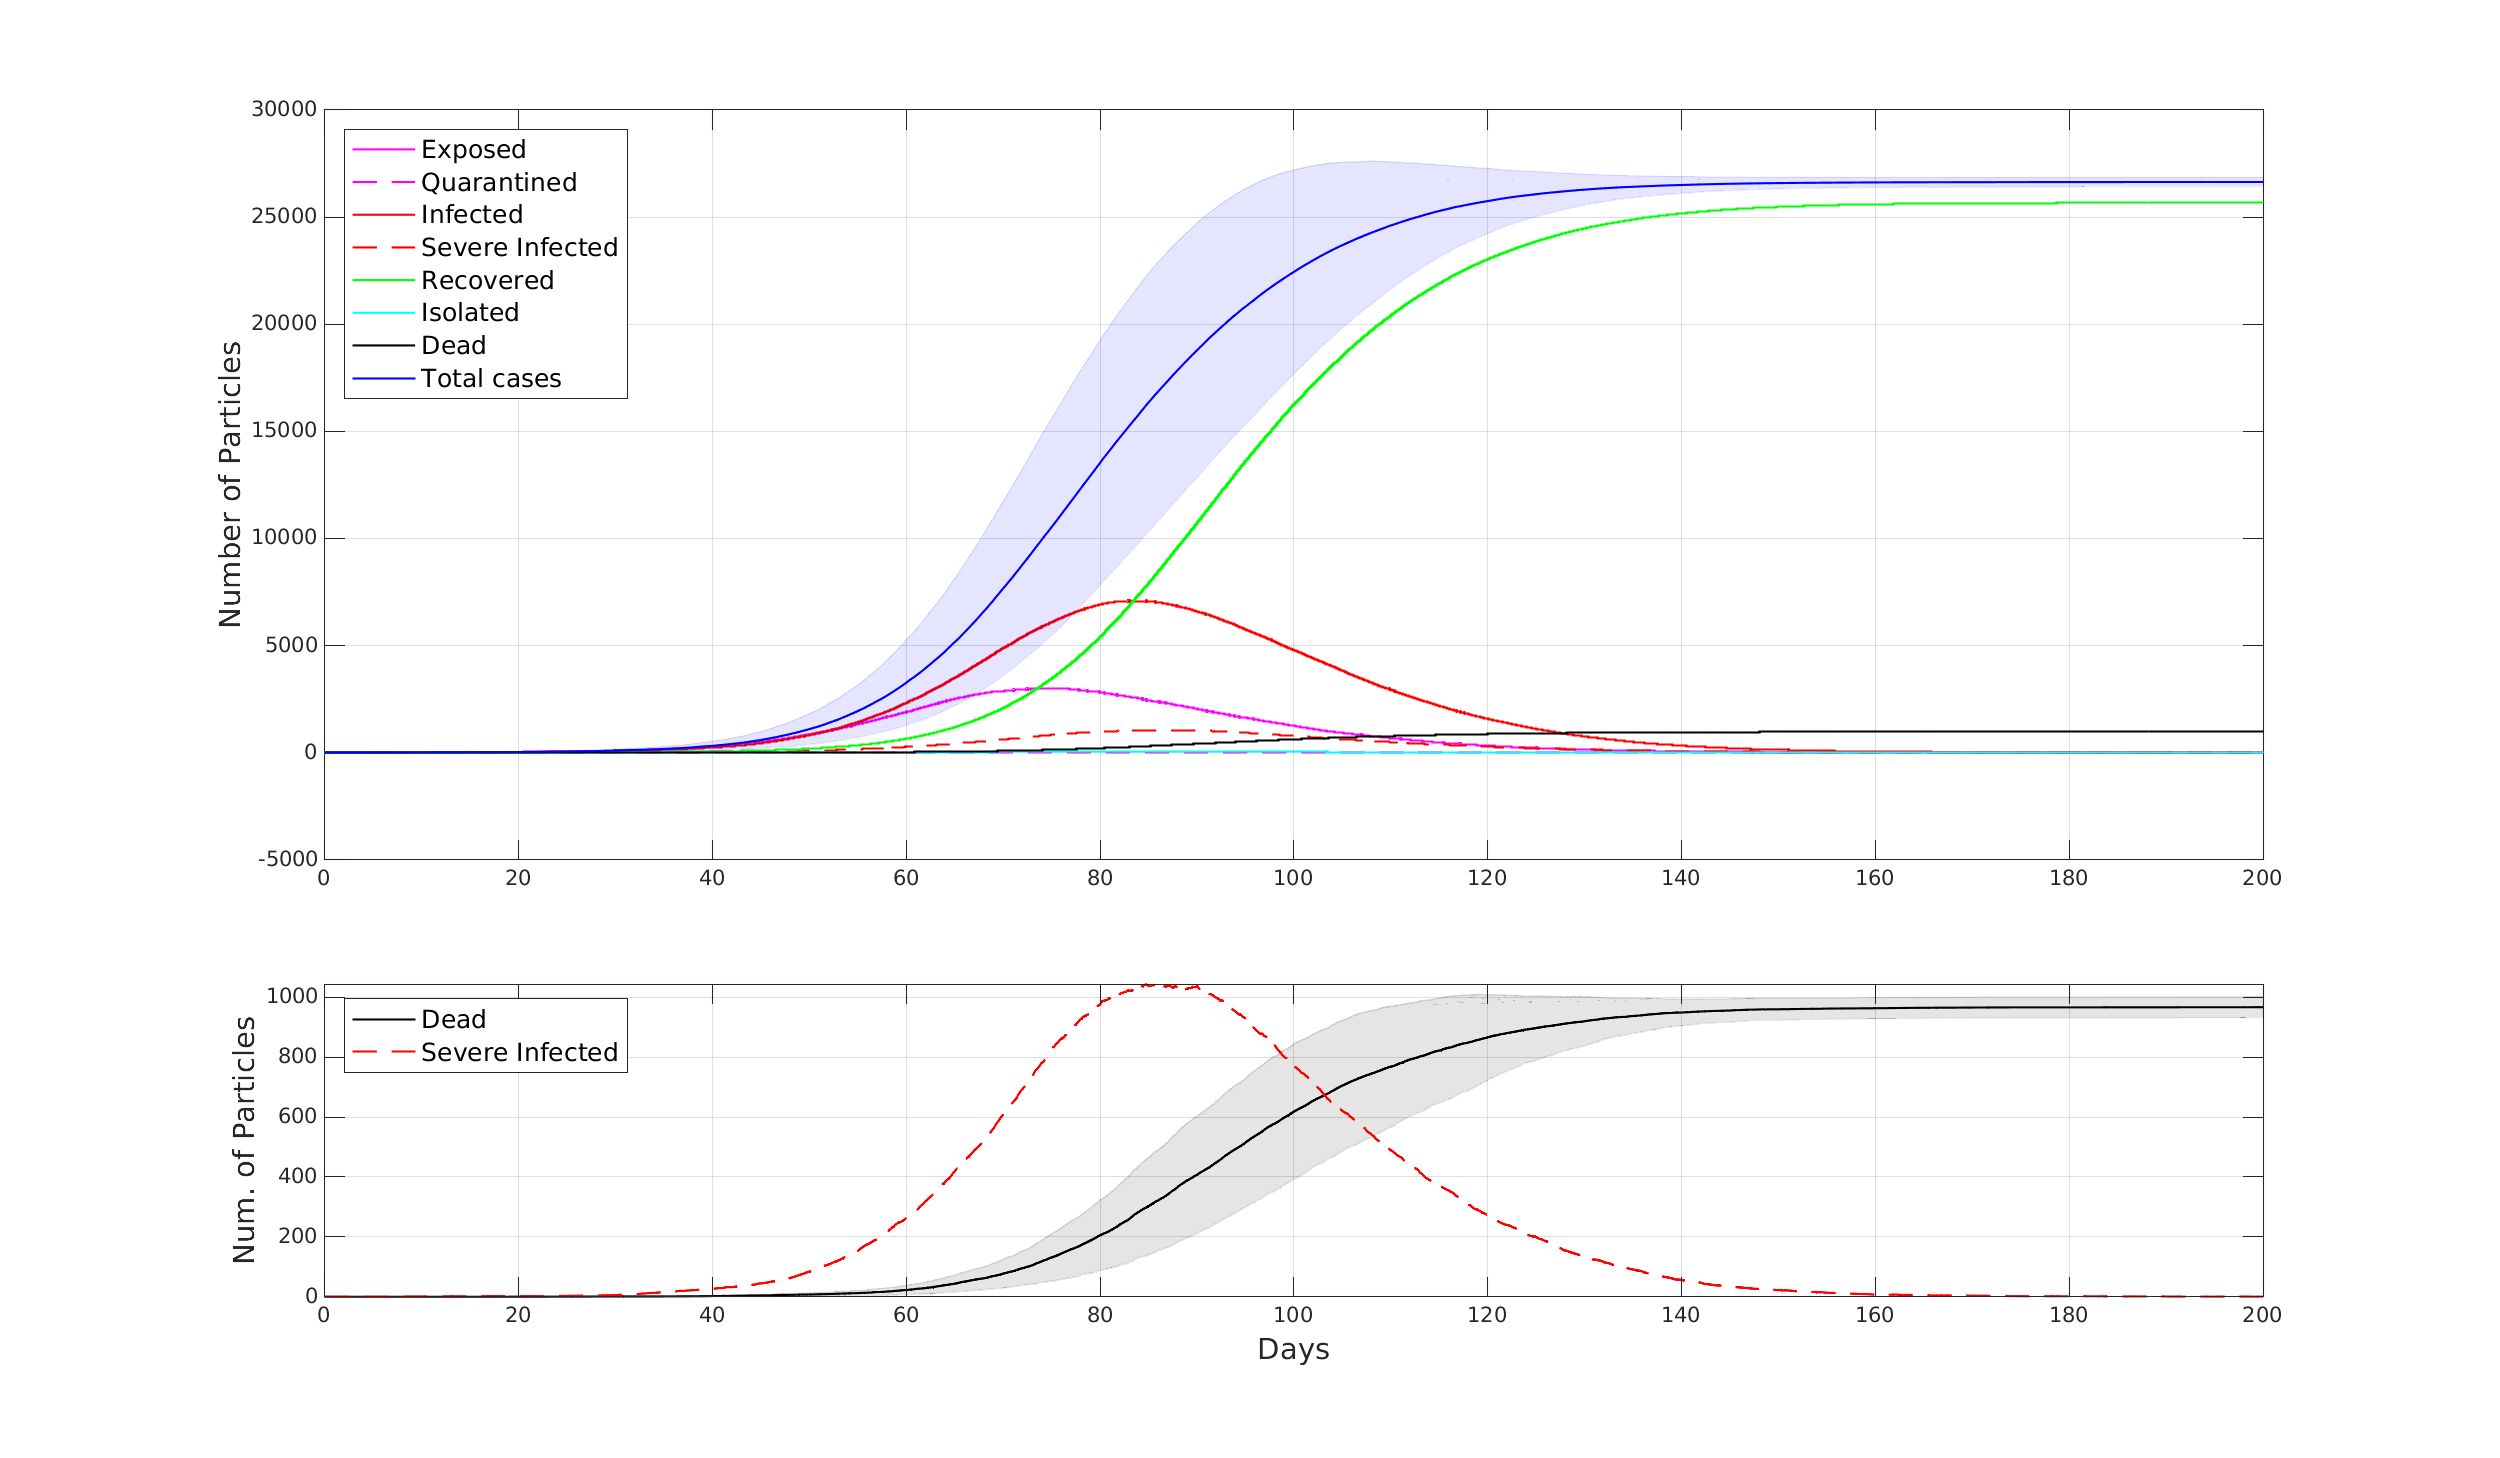 30000
25000
20000
15000
10000
5000
0
-5000
Number of Particles
Exposed
Quarantined
Infected
Severe Infected
Recovered
Isolated
Dead
Total cases
0 20 40 60 80 100 120 140 160 180 200
1000
800
600
400
200
0
Num. of Particles
Dead
Severe Infected
0 20 40 60 80 100 120 140 160 180 200
Days